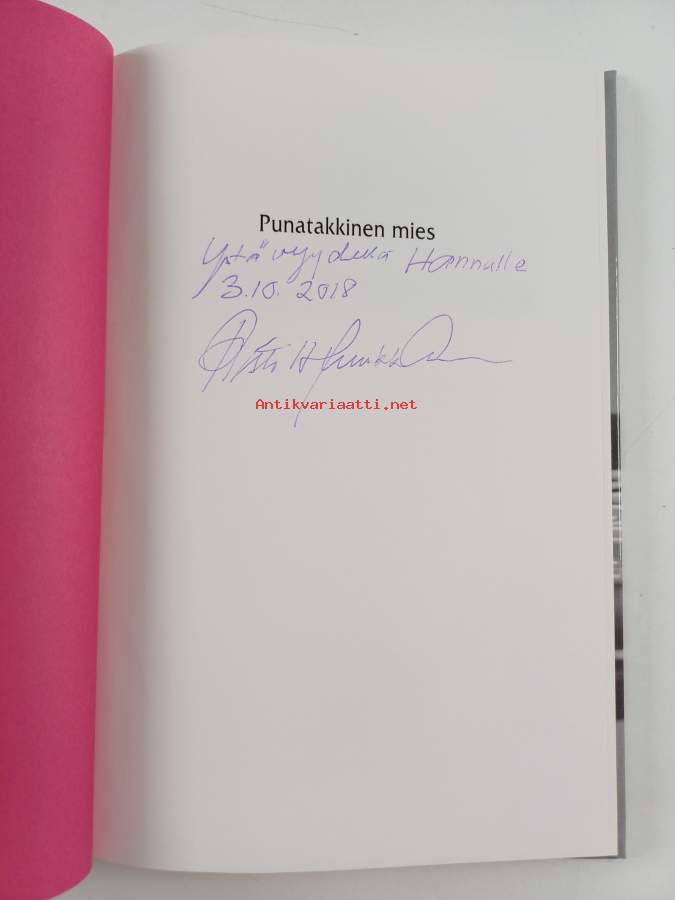 Punatakkinen mies
Ystävyydellä Hannulle
3.10. 2018
Antikvariaatti.net